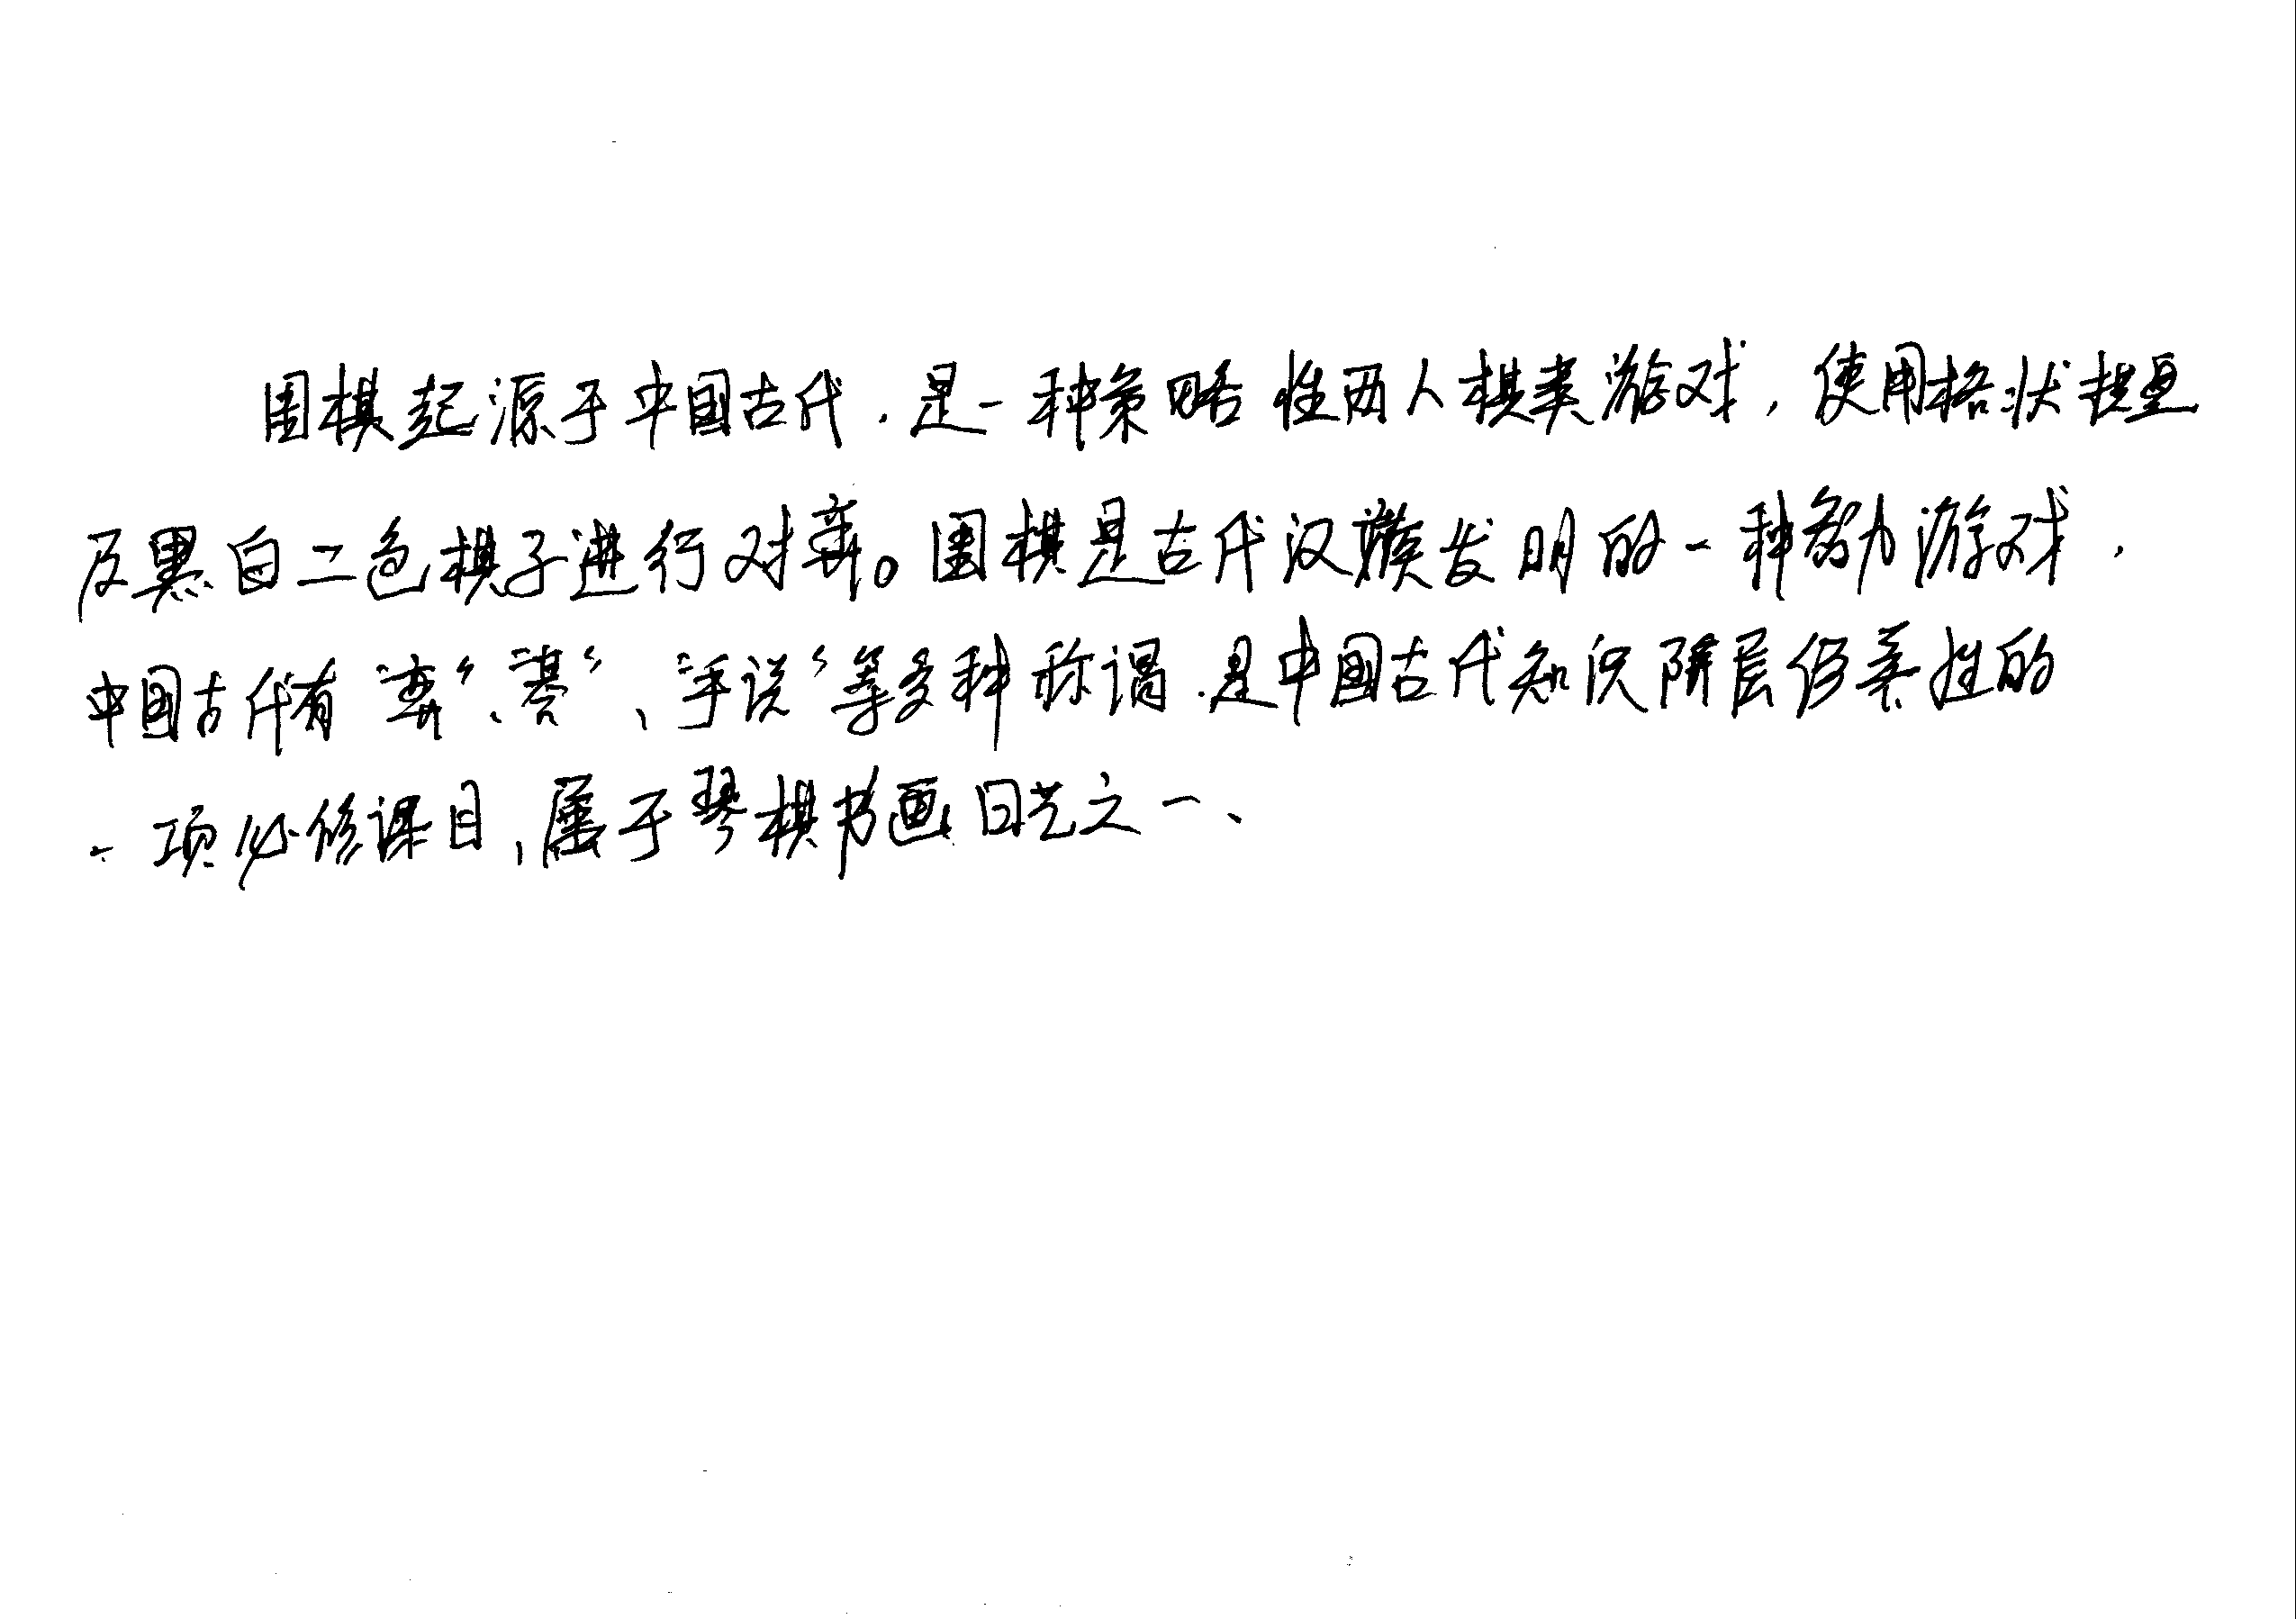 围棋起源于中国古代，是一种策略性两人棋类游戏，使用格状棋盘
及黑白二色棋子进行对弈。围棋是古代汉族发明的一种智力游戏，
中国古代有“弈”、“碁”、“手说”等多种称谓，是中国古代知识阶层修养性的
一项必修课目，属于琴棋书画四艺之一、